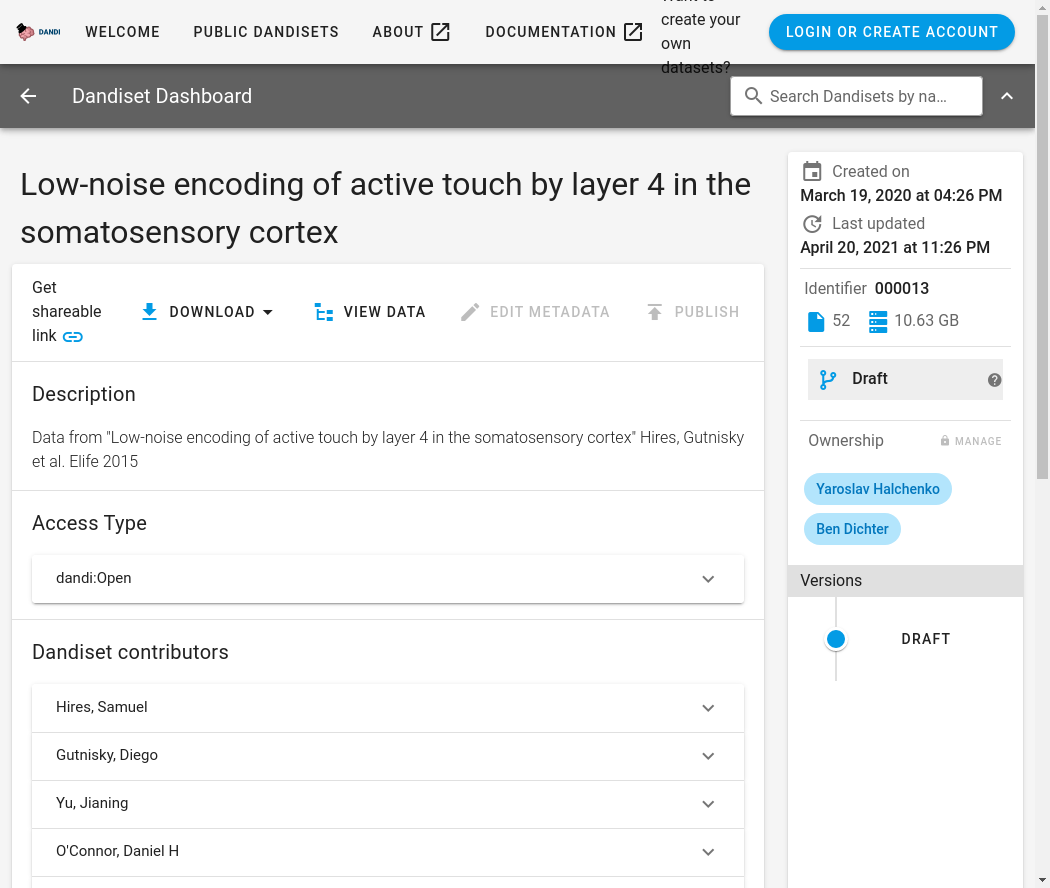 DANDI
WELCOME
PUBLIC DANDISETS
ABOUT
DOCUMENTATION
create your
own
datasets?
LOGIN OR CREATE ACCOUNT
Dandiset Dashboard
Search Dandisets by na...
Low-noise encoding of active touch by layer 4 in the
somatosensory cortex
Get
shareable
link
DOWNLOAD
VIEW DATA
EDIT METADATA
PUBLISH
Description
Data from "Low-noise encoding of active touch by layer 4 in the somatosensory cortex" Hires, Gutnisky
et al. Elife 2015
Access Type
dandi:Open
Dandiset contributors
Hires, Samuel
Gutnisky, Diego
Yu, Jianing
O'Connor, Daniel H
Created on
March 19, 2020 at 04:26 PM
Last updated
April 20, 2021 at 11:26 PM
Identifier 000013
52 10.63 GB
Draft
Ownership MANAGE
Yaroslav Halchenko
Ben Dichter
Versions
DRAFT